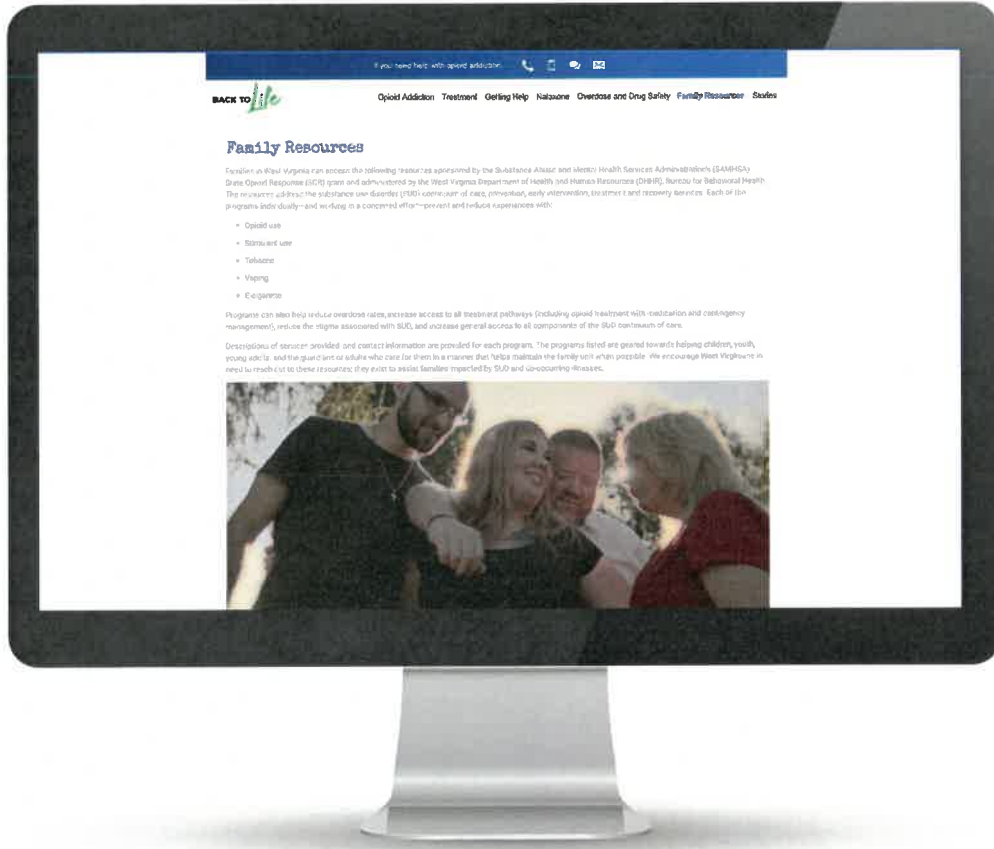 If you need help with opioid addiction
BACK TO Life
Opioid Addiction Treatment Getting Help Naloxone Overdose and Drug Safety Family Resources Stories
Family Resources
Families in West Virginia can access the following resources sponsored by the Substance Abuse and Mental Health Services Administration's (SAMHSA)
State Opioid Response (SOR) grant and administered by the West Virginia Department of Health and Human Resources (DHHR), Bureau for Behavioral Health.
The resources address the substance use disorder (SUD) continuum of care, prevention, early intervention, treatment and recovery services. Each of the
programs individually—and working in a concerted effort—prevent and reduce experiences with:
• Opioid use
• Stimulant use
• Tobacco
• Vaping
• E-cigarette
Programs can also help reduce overdose rates, increase access to all treatment pathways (including opioid treatment with medication and contingency
management), reduce the stigma associated with SUD, and increase general access to all components of the SUD continuum of care.
Descriptions of services provided and contact information are provided for each program. The programs listed are geared towards helping children, youth,
young adults, and the guardians or adults who care for them in a manner that helps maintain the family unit when possible. We encourage West Virginians in
need to reach out to these resources; they exist to assist families impacted by SUD and co-occurring illnesses.